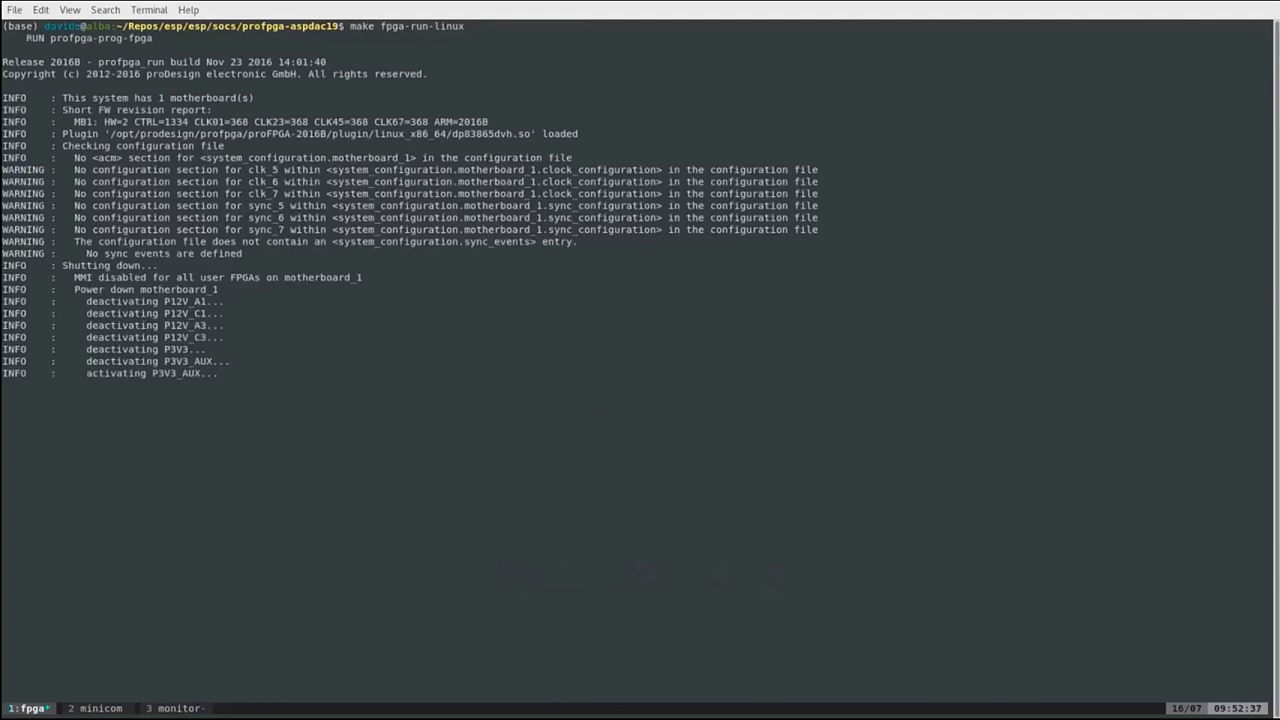 File Edit View Search Terminal Help
(base) davide@alba:~/Repos/esp/esp/socs/profpga-aspdac19$ make fpga-run-linux
RUN profpga-prog-fpga
Release 2016B - profpga_run build Nov 23 2016 14:01:40
Copyright (c) 2012-2016 proDesign electronic GmbH. All rights reserved.
INFO : This system has 1 motherboard(s)
INFO : Short FW revision report:
INFO : MB1: HW=2 CTRL=1334 CLK01=368 CLK23=368 CLK45=368 CLK67=368 ARM=2016B
INFO : Plugin '/opt/prodesign/profpga/proFPGA-2016B/plugin/linux_x86_64/dp83865dvh.so' loaded
INFO : Checking configuration file
INFO : No <acm> section for <system_configuration.motherboard_1> in the configuration file
WARNING : No configuration section for clk_5 within <system_configuration.motherboard_1.clock_configuration> in the configuration file
WARNING : No configuration section for clk_6 within <system_configuration.motherboard_1.clock_configuration> in the configuration file
WARNING : No configuration section for clk_7 within <system_configuration.motherboard_1.clock_configuration> in the configuration file
WARNING : No configuration section for sync_5 within <system_configuration.motherboard_1.sync_configuration> in the configuration file
WARNING : No configuration section for sync_6 within <system_configuration.motherboard_1.sync_configuration> in the configuration file
WARNING : No configuration section for sync_7 within <system_configuration.motherboard_1.sync_configuration> in the configuration file
WARNING : The configuration file does not contain an <system_configuration.sync_events> entry.
WARNING : No sync events are defined
INFO : Shutting down...
INFO : MMI disabled for all user FPGAs on motherboard_1
INFO : Power down motherboard_1
INFO : deactivating P12V_A1...
INFO : deactivating P12V_C1...
INFO : deactivating P12V_A3...
INFO : deactivating P12V_C3...
INFO : deactivating P3V3...
INFO : deactivating P3V3_AUX...
INFO : activating P3V3_AUX...
1:fpga* 2 minicom 3 monitor- 16/07 09:52:37